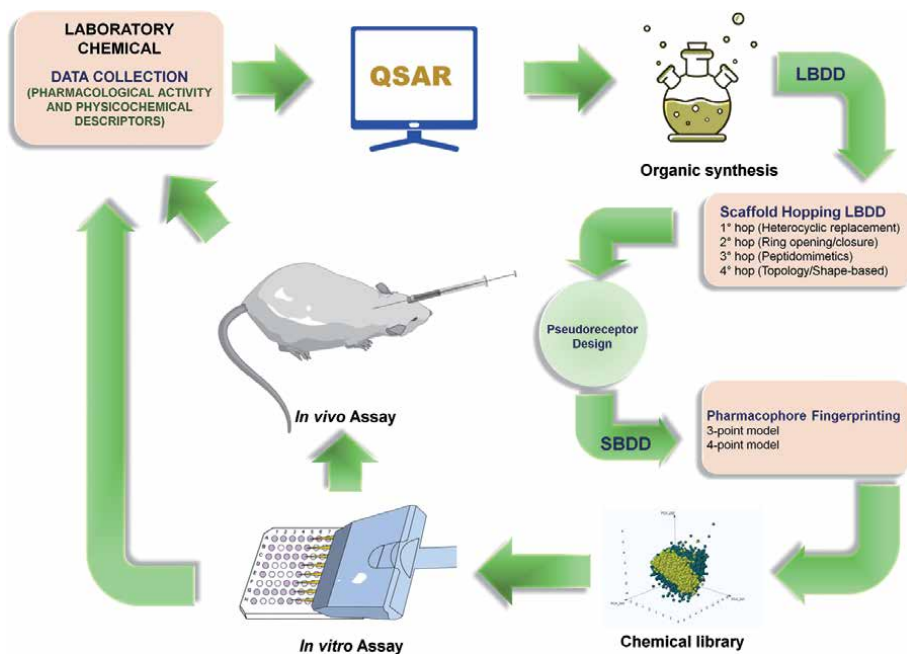 LABORATORY
CHEMICAL
DATA COLLECTION
(PHARMACOLOGICAL ACTIVITY
AND PHYSICOCHEMICAL
DESCRIPTORS)
QSAR
Organic synthesis
LBDD
Scaffold Hopping LBDD
1° hop (Heterocyclic replacement)
2° hop (Ring opening/closure)
3° hop (Peptidomimetics)
4° hop (Topology/Shape-based)
Pseudoreceptor
Design
SBDD
Pharmacophore Fingerprinting
3-point model
4-point model
Chemical library
In vitro Assay
In vivo Assay